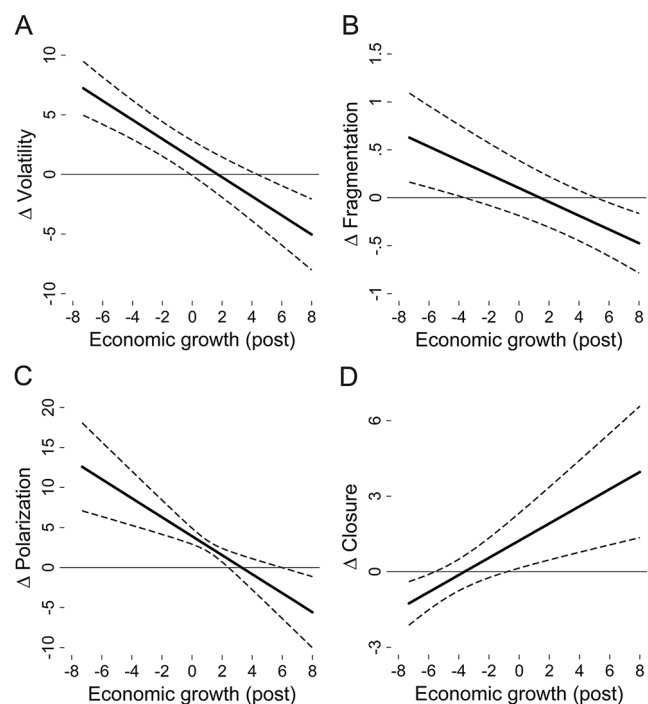 A
B
10
5
0
-5
-10
Δ Volatility
-8 -6 -4 -2 0 2 4 6 8
Economic growth (post)
1.5
1
.5
0
-.5
-1
Δ Fragmentation
-8 -6 -4 -2 0 2 4 6 8
Economic growth (post)
C
D
20
15
10
5
0
-5
-10
Δ Polarization
-8 -6 -4 -2 0 2 4 6 8
Economic growth (post)
6
3
0
-3
Δ Closure
-8 -6 -4 -2 0 2 4 6 8
Economic growth (post)